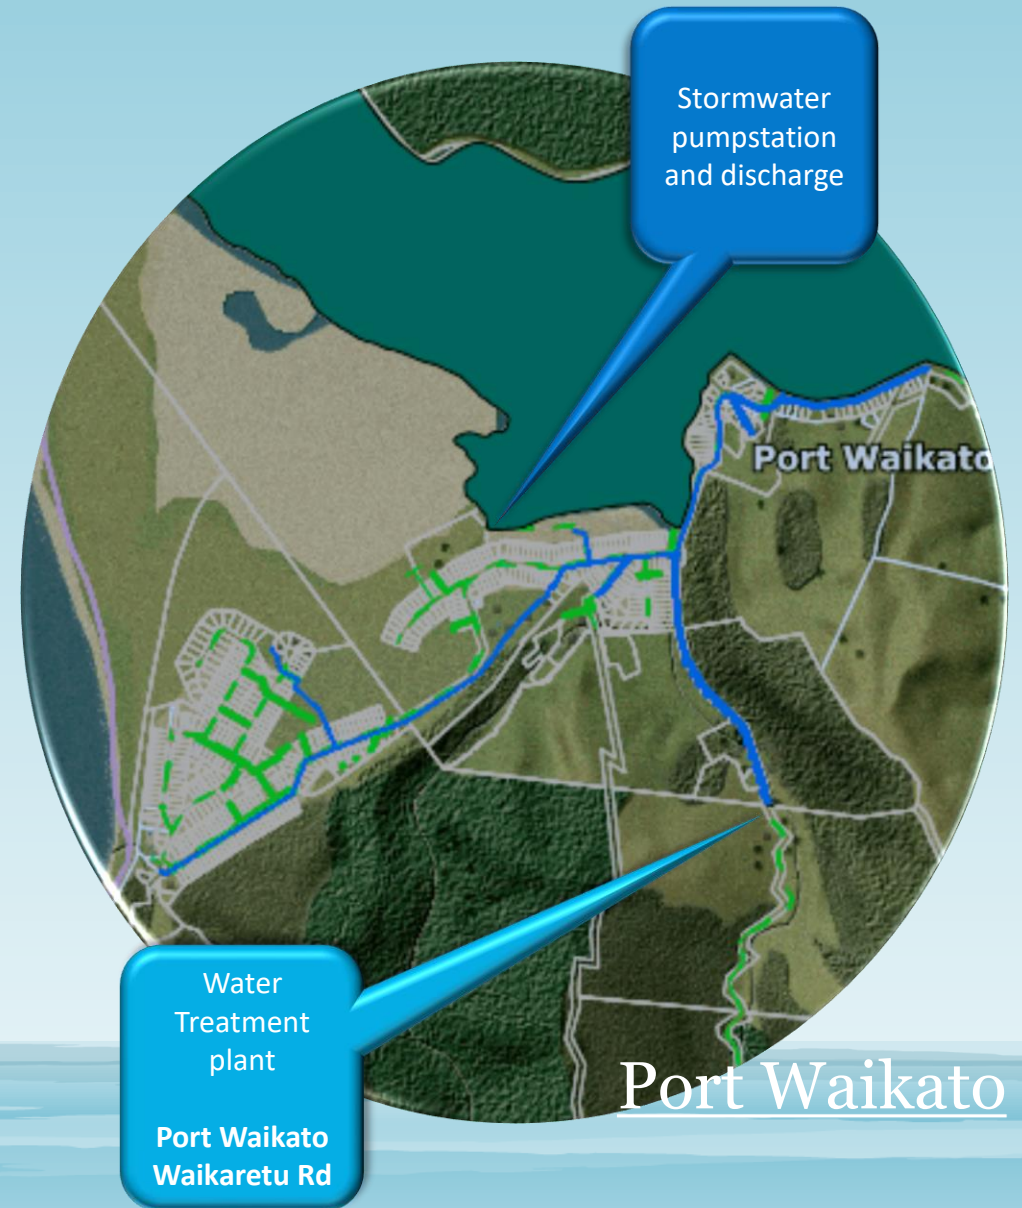 Stormwater
pumpstation
and discharge
Port Waikato
Water
Treatment
plant
Port Waikato
Waikaretu Rd
Port Waikato